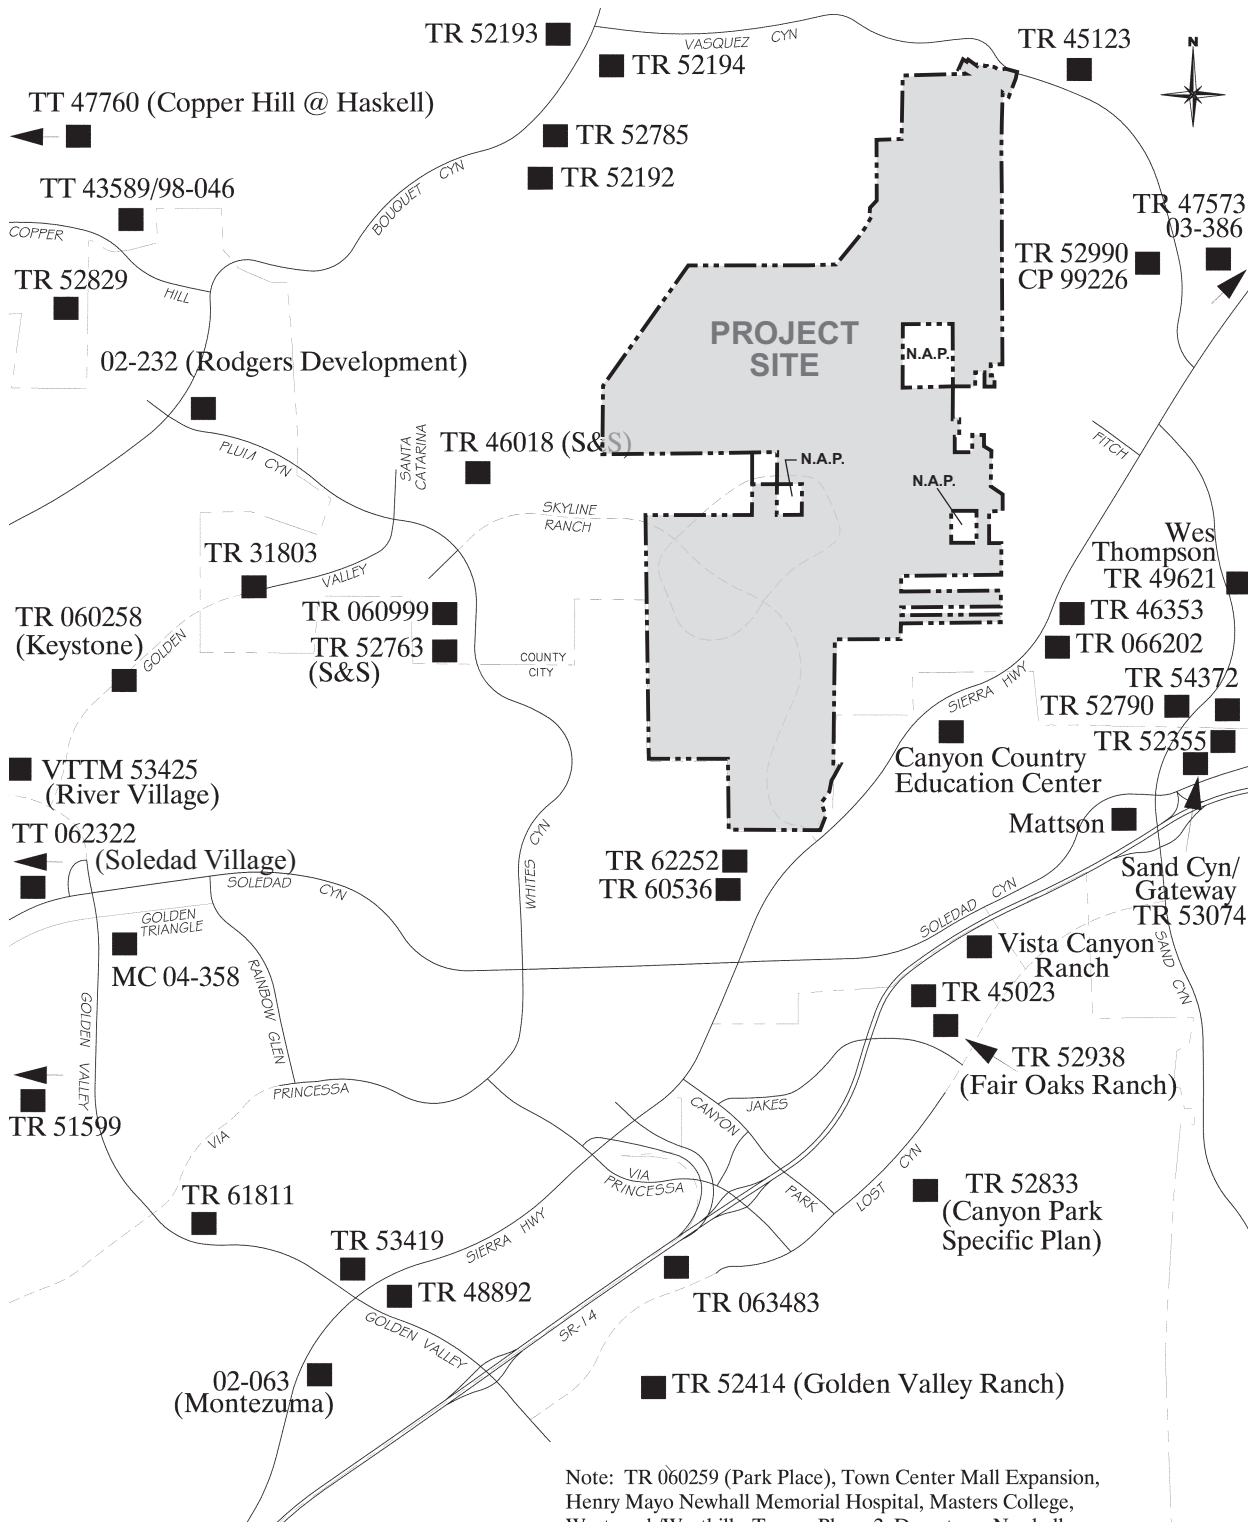 TR 52193
VASQUEZ CYN
TR 45123
N
TR 52194
TT 47760 (Copper Hill @ Haskell)
TR 52785
BOUQUET CYN
TR 52192
TT 43589/98-046
TR 47573
03-386
COPPER
HILL
TR 52990
CP 99226
TR 52829
PROJECT
SITE
N.A.P.
02-232 (Rodgers Development)
PLUM CYN
SANTA
CATARINA
TR 46018 (S&S)
N.A.P.
N.A.P.
FITCH
SKYLINE
RANCH
Wes
Thompson
TR 49621
TR 31803
VALLEY
GOLDEN
TR 060999
TR 46353
TR 060258
(Keystone)
TR 52763
(S&S)
TR 066202
COUNTY
CITY
SIERRA HWY
TR 54372
TR 52790
TR 52355
VTTM 53425
(River Village)
Canyon Country
Education Center
Mattson
TT 062322
(Soledad Village)
WHITES CYN
TR 62252
TR 60536
SOLEDAD CYN
SOLEDAD CYN
Sand Cyn/
Gateway
TR 53074
GOLDEN
TRIANGLE
MC 04-358
Vista Canyon
Ranch
SAND CYN
RAINBOW GLEN
GOLDEN VALLEY
TR 45023
TR 52938
(Fair Oaks Ranch)
PRINCESSA
VIA
TR 51599
CANYON
PARK
JAKES
VIA
PRINCESSA
LOST CYN
TR 61811
TR 52833
(Canyon Park
Specific Plan)
TR 53419
SIERRA HWY
TR 48892
TR 063483
GOLDEN VALLEY
SR-14
02-063
(Montezuma)
TR 52414 (Golden Valley Ranch)
Note: TR 060259 (Park Place), Town Center Mall Expansion,
Henry Mayo Newhall Memorial Hospital, Masters College,